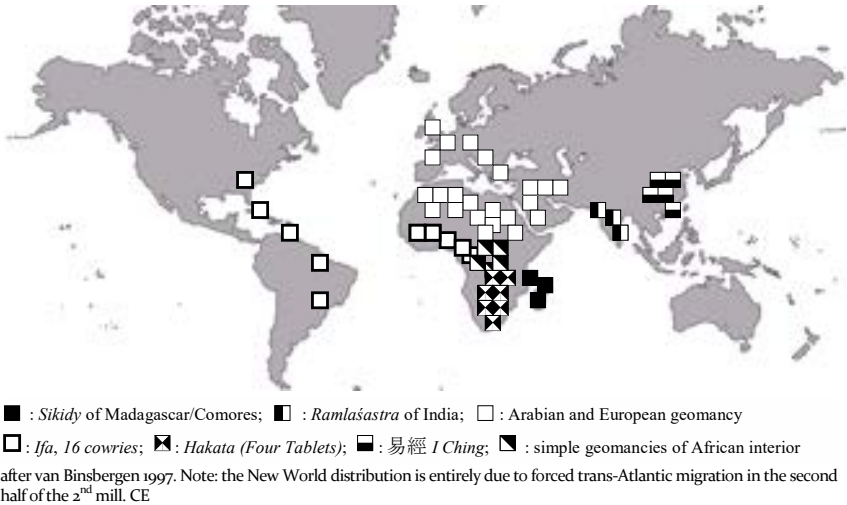 : Sikidy of Madagascar/Comores; : Ramlaśastra of India; : Arabian and European geomancy
: Ifa, 16 cowries; : Hakata (Four Tablets); : 易經 I Ching; : simple geomancies of African interior
after van Binsbergen 1997. Note: the New World distribution is entirely due to forced trans-Atlantic migration in the second
half of the 2nd mill. CE